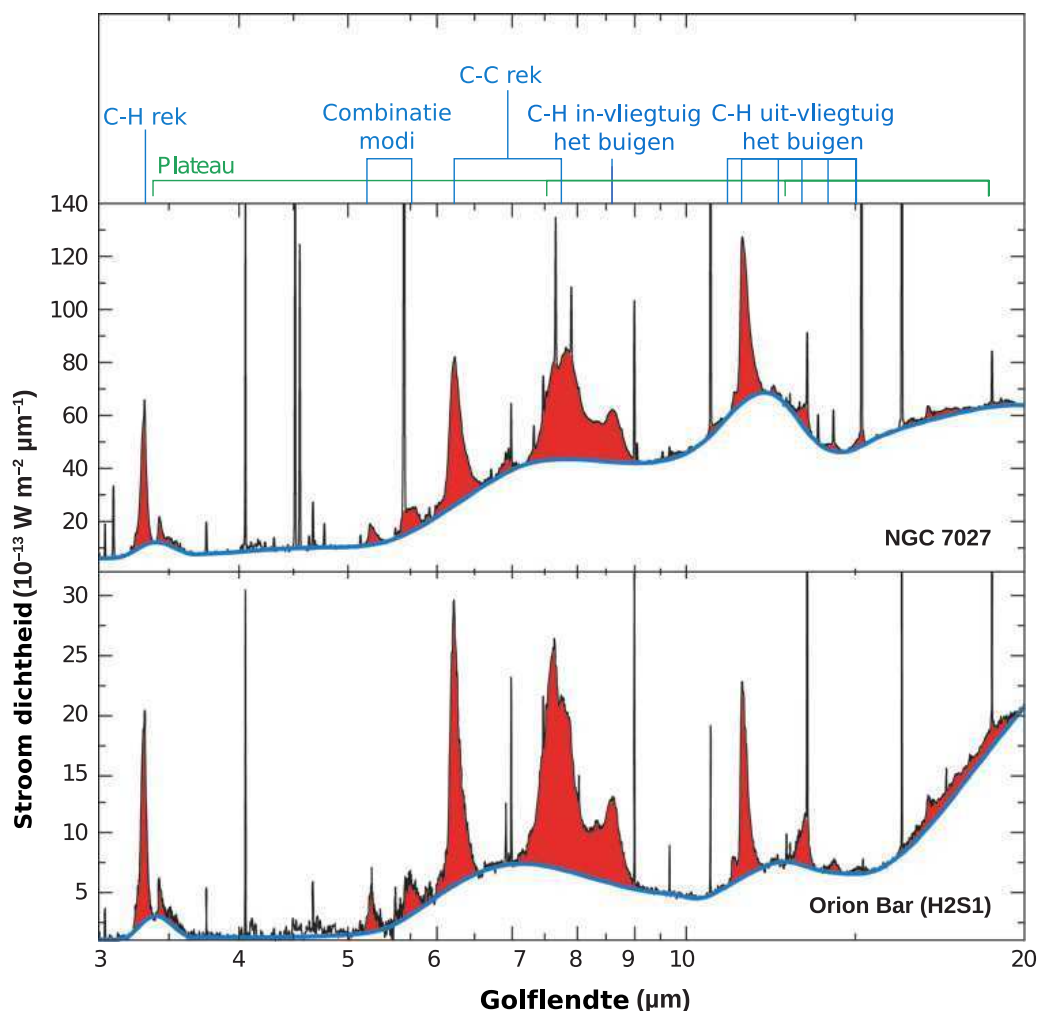 C-C rek
C-H rek
Combinatie
modi
C-H in-vliegtuig
het buigen
C-H uit-vliegtuig
het buigen
Plateau
140
120
100
80
60
40
20
NGC 7027
30
25
20
15
10
5
Orion Bar (H2S1)
Stroom dichtheid (10⁻¹³ W m⁻² µm⁻¹)
3 4 5 6 7 8 9 10 20
Golflendte (µm)